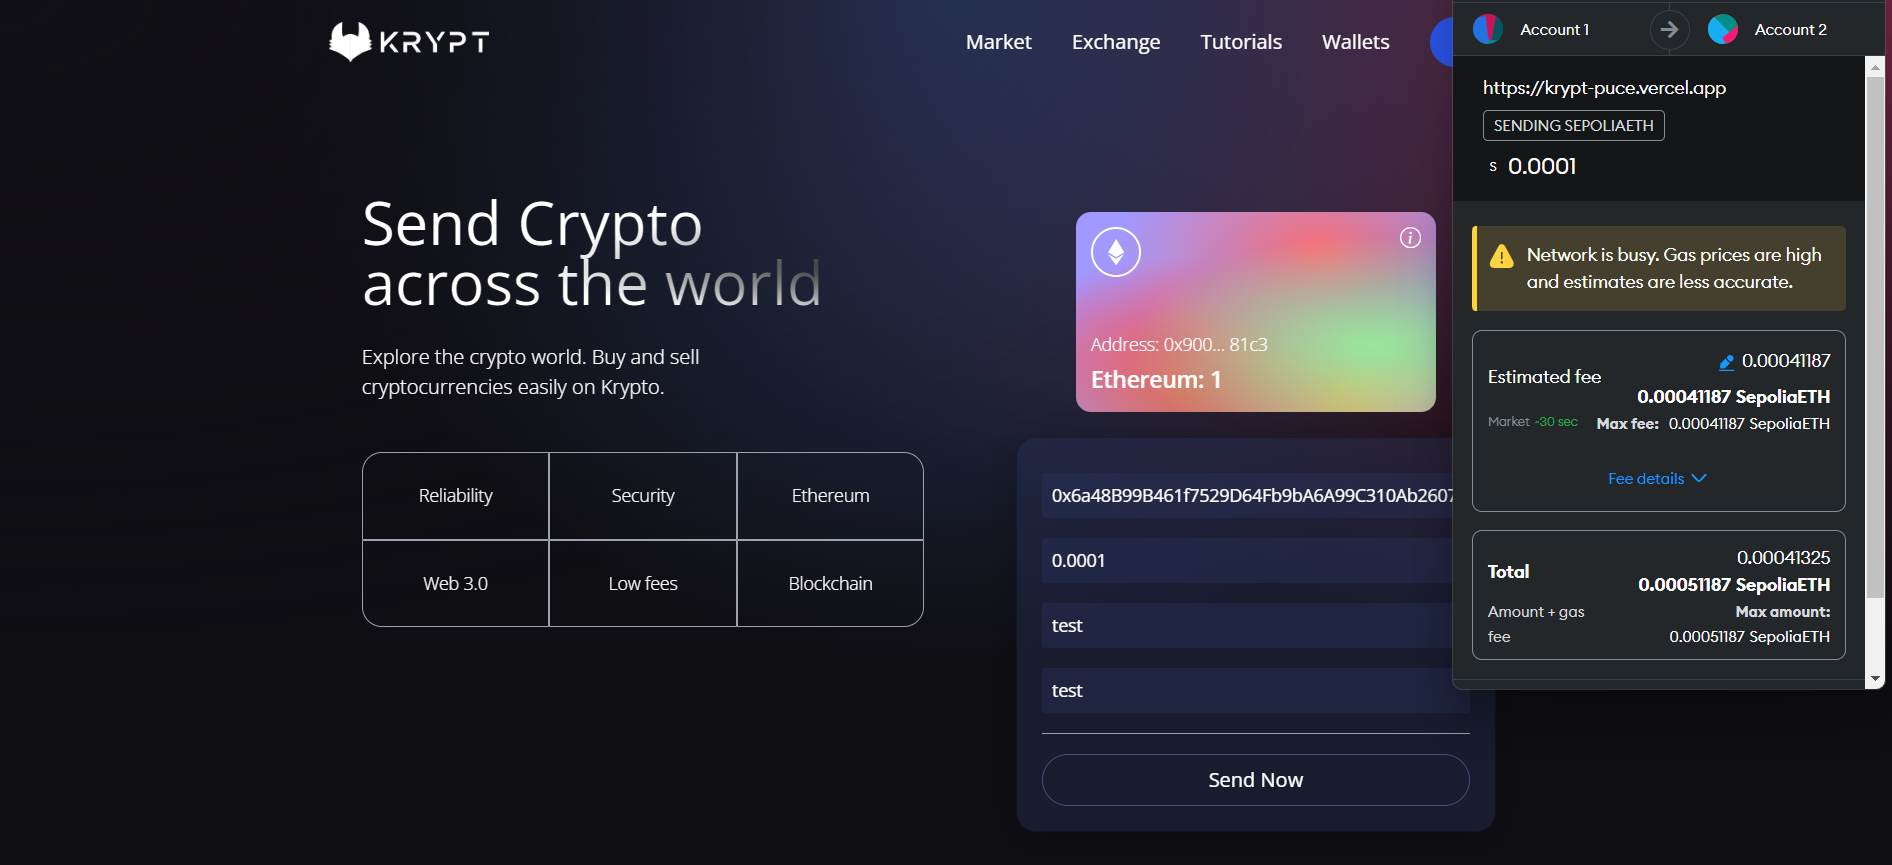 KRYPT
Market Exchange Tutorials Wallets
Send Crypto
across the world
Explore the crypto world. Buy and sell
cryptocurrencies easily on Krypto.
Reliability Security Ethereum
Web 3.0 Low fees Blockchain
Address: 0x900... 81c3
Ethereum: 1
0x6a48B99B461f7529D64Fb9bA6A99C310Ab2607
0.0001
test
test
Send Now
Account 1 Account 2
https://krypt-puce.vercel.app
SENDING SEPOLIAETH
S 0.0001
Network is busy. Gas prices are high
and estimates are less accurate.
Estimated fee 0.00041187
0.00041187 SepoliaETH
Market ~30 sec Max fee: 0.00041187 SepoliaETH
Fee details
Total 0.00041325
0.00051187 SepoliaETH
Amount + gas Max amount:
fee 0.00051187 SepoliaETH